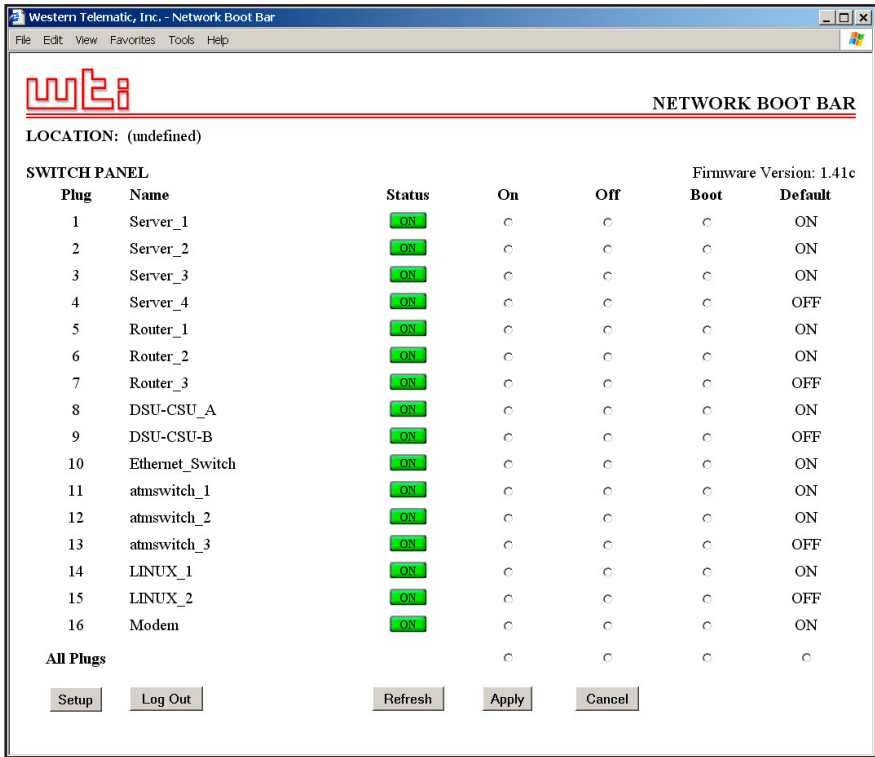 Western Telematic, Inc. - Network Boot Bar
File Edit View Favorites Tools Help
wti
NETWORK BOOT BAR
LOCATION: (undefined)
SWITCH PANEL Firmware Version: 1.41c
Plug Name Status On Off Boot Default
1 Server_1 ON ON
2 Server_2 ON ON
3 Server_3 ON ON
4 Server_4 ON OFF
5 Router_1 ON ON
6 Router_2 ON ON
7 Router_3 ON OFF
8 DSU-CSU_A ON ON
9 DSU-CSU-B ON OFF
10 Ethernet_Switch ON ON
11 atmswitch_1 ON ON
12 atmswitch_2 ON ON
13 atmswitch_3 ON OFF
14 LINUX_1 ON ON
15 LINUX_2 ON OFF
16 Modem ON ON
All Plugs
Setup Log Out Refresh Apply Cancel